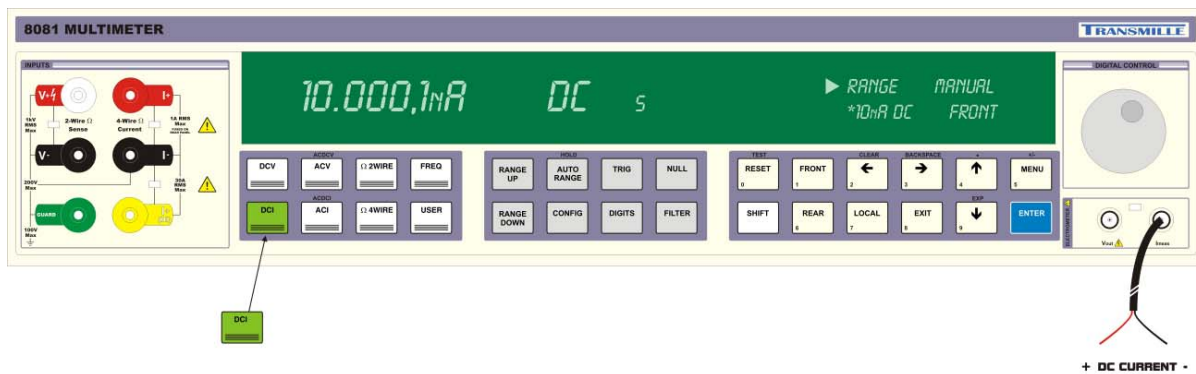 8081 MULTIMETER
TRANSMILLE
INPUTS
V+
I+
1kV RMS Max
2-Wire Ω Sense
4-Wire Ω Current
1A RMS Max
V-
I-
200V Max
30A RMS Max
GUARD
100V Max
10.000,1nA DC S
RANGE MANUAL
*10nA DC FRONT
DIGITAL CONTROL
ACDCV
DCV ACV Ω 2WIRE FREQ
ACDCI
DCI ACI Ω 4WIRE USER
HOLD
RANGE UP AUTO RANGE TRIG NULL
RANGE DOWN CONFIG DIGITS FILTER
TEST CLEAR BACKSPACE +/-
RESET FRONT ← → ↑ MENU
0 1 2 3 4 5
EXP
SHIFT REAR LOCAL EXIT ↓ ENTER
6 7 8 9
ELECTROMETER
Vout
DCI
+ DC CURRENT -